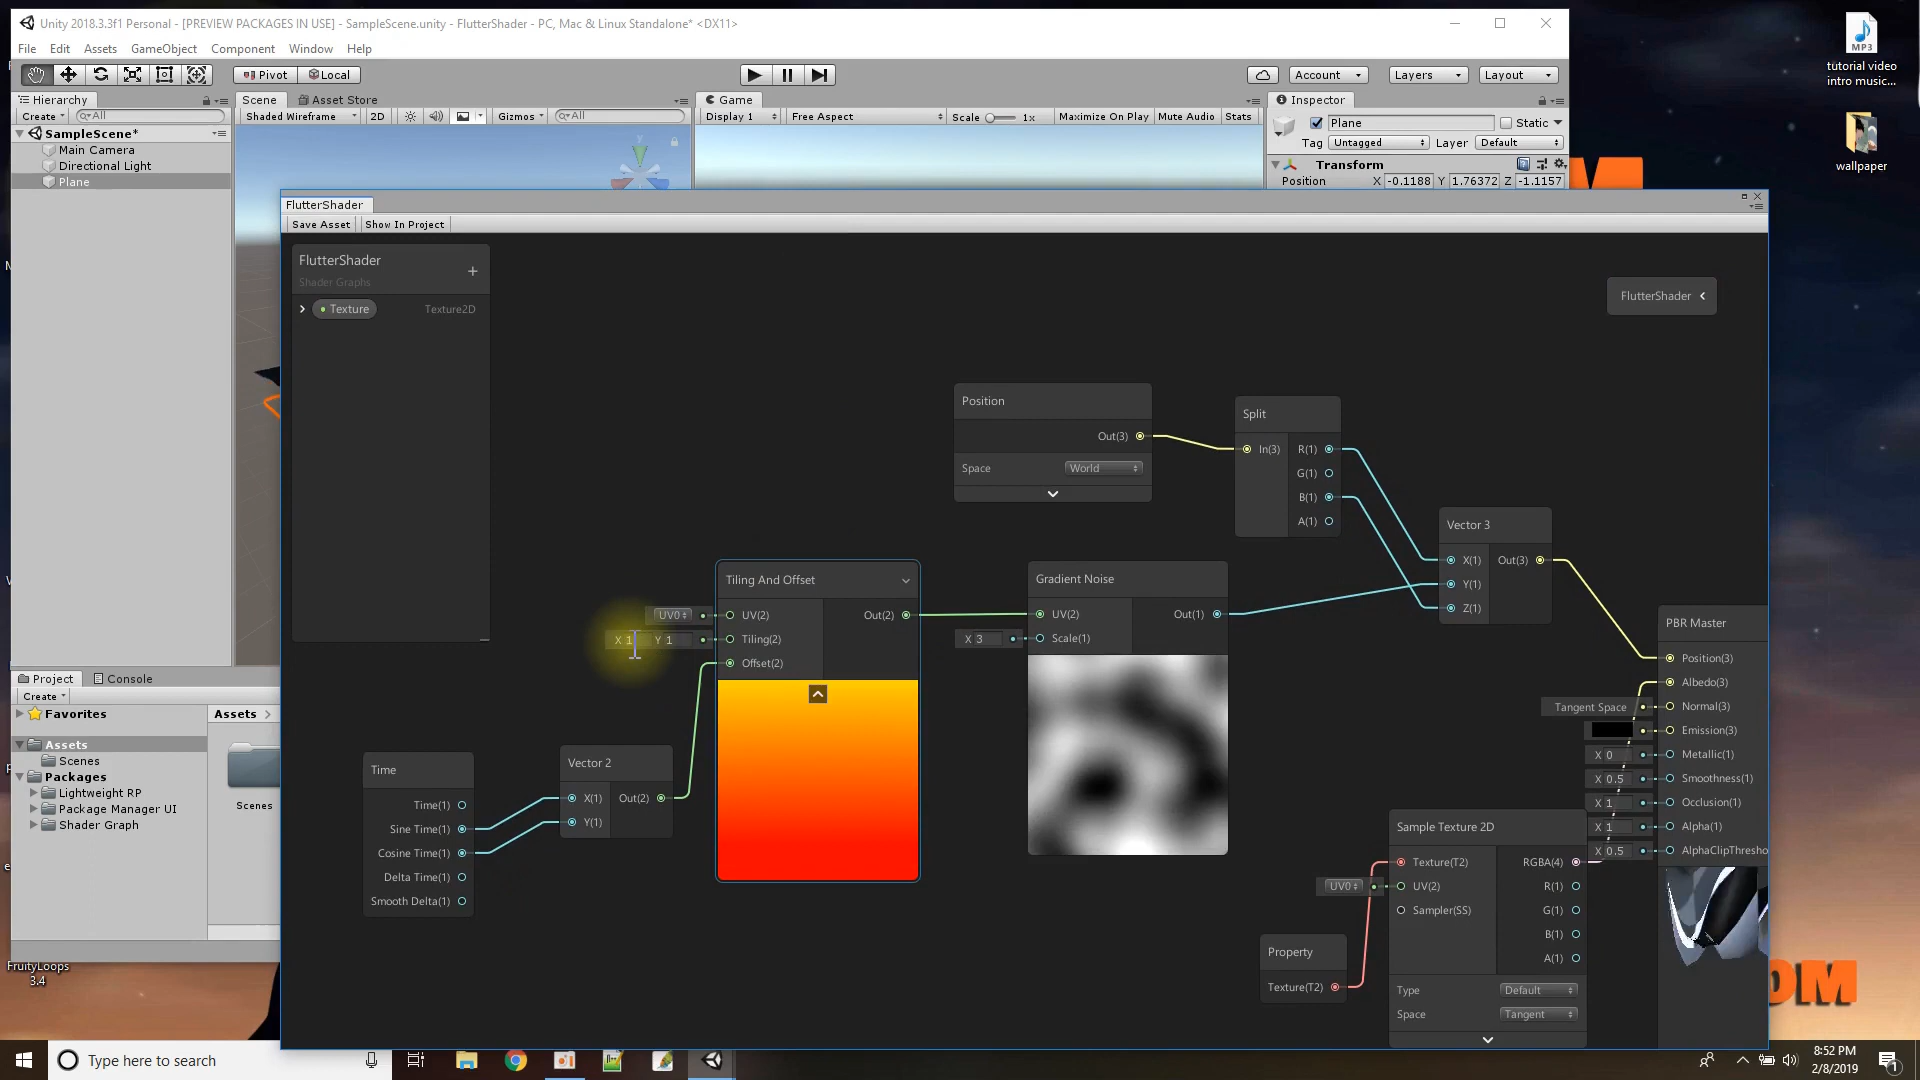 Unity 2018.3.3f1 Personal - [PREVIEW PACKAGES IN USE] - SampleScene.unity - FlutterShader - PC, Mac & Linux Standalone* <DX11>
File Edit Assets GameObject Component Window Help
Pivot Local Account Layers Layout
Hierarchy Scene Asset Store Game Inspector
Create All Shaded Wireframe 2D Gizmos All Display 1 Free Aspect Scale 1x Maximize On Play Mute Audio Stats
Plane Static
Tag Untagged Layer Default
Transform
Position X -0.1188 Y 1.76372 Z -1.1157
SampleScene*
Main Camera
Directional Light
Plane
FlutterShader
Save Asset Show In Project
FlutterShader
Shader Graphs
Texture Texture2D
FlutterShader
Position
Out(3)
Space World
Split
In(3) R(1)
G(1)
B(1)
A(1)
Vector 3
X(1) Out(3)
Y(1)
Z(1)
Tiling And Offset
UV0 UV(2) Out(2)
X 1 Y 1 Tiling(2)
Offset(2)
Gradient Noise
UV(2) Out(1)
X 3 Scale(1)
PBR Master
Position(3)
Albedo(3)
Tangent Space Normal(3)
Emission(3)
X 0 Metallic(1)
X 0.5 Smoothness(1)
X 1 Occlusion(1)
X 1 Alpha(1)
X 0.5 AlphaClipThresho
Time
Time(1)
Sine Time(1)
Cosine Time(1)
Delta Time(1)
Smooth Delta(1)
Vector 2
X(1) Out(2)
Y(1)
Sample Texture 2D
Texture(T2) RGBA(4)
UV0 UV(2) R(1)
Sampler(SS) G(1)
B(1)
A(1)
Type Default
Space Tangent
Property
Texture(T2)
Project Console
Create
Favorites
Assets
Scenes
Packages
Lightweight RP
Package Manager UI
Shader Graph
Assets
Scenes
FruityLoops
3.4
MP3
tutorial video
intro music...
wallpaper
OM
Type here to search
8:52 PM
2/8/2019
1